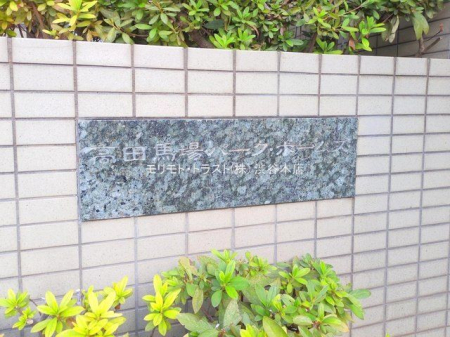 高田馬場パーク・ホームズ
モリモト・トラスト(株) 渋谷本店